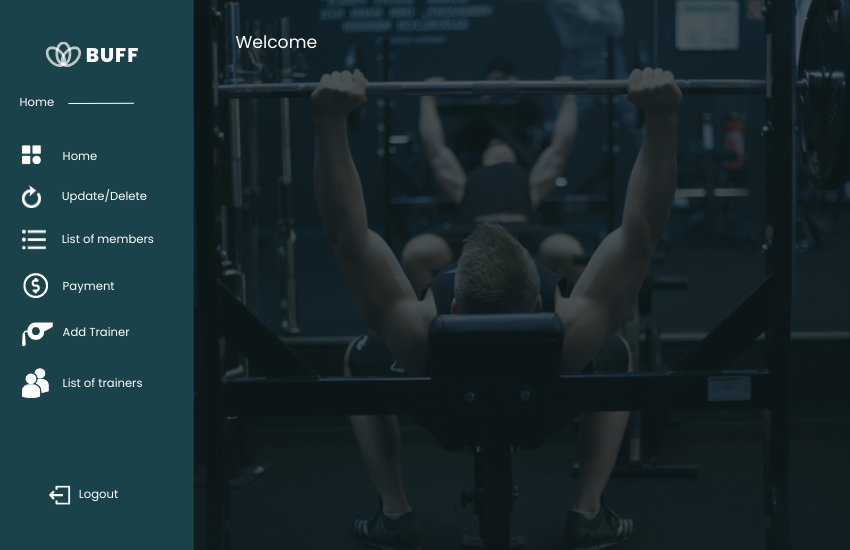 BUFF
Welcome
Home
Home
Update/Delete
List of members
Payment
Add Trainer
List of trainers
Logout